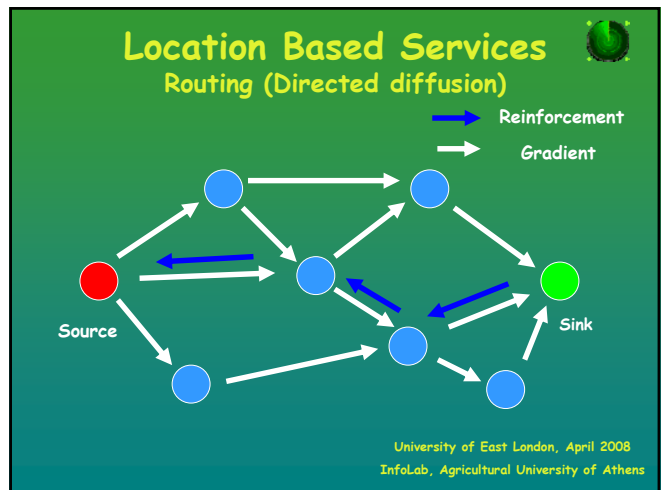 Location Based Services
Routing (Directed diffusion)
Reinforcement
Gradient
Source
Sink
University of East London, April 2008
InfoLab, Agricultural University of Athens